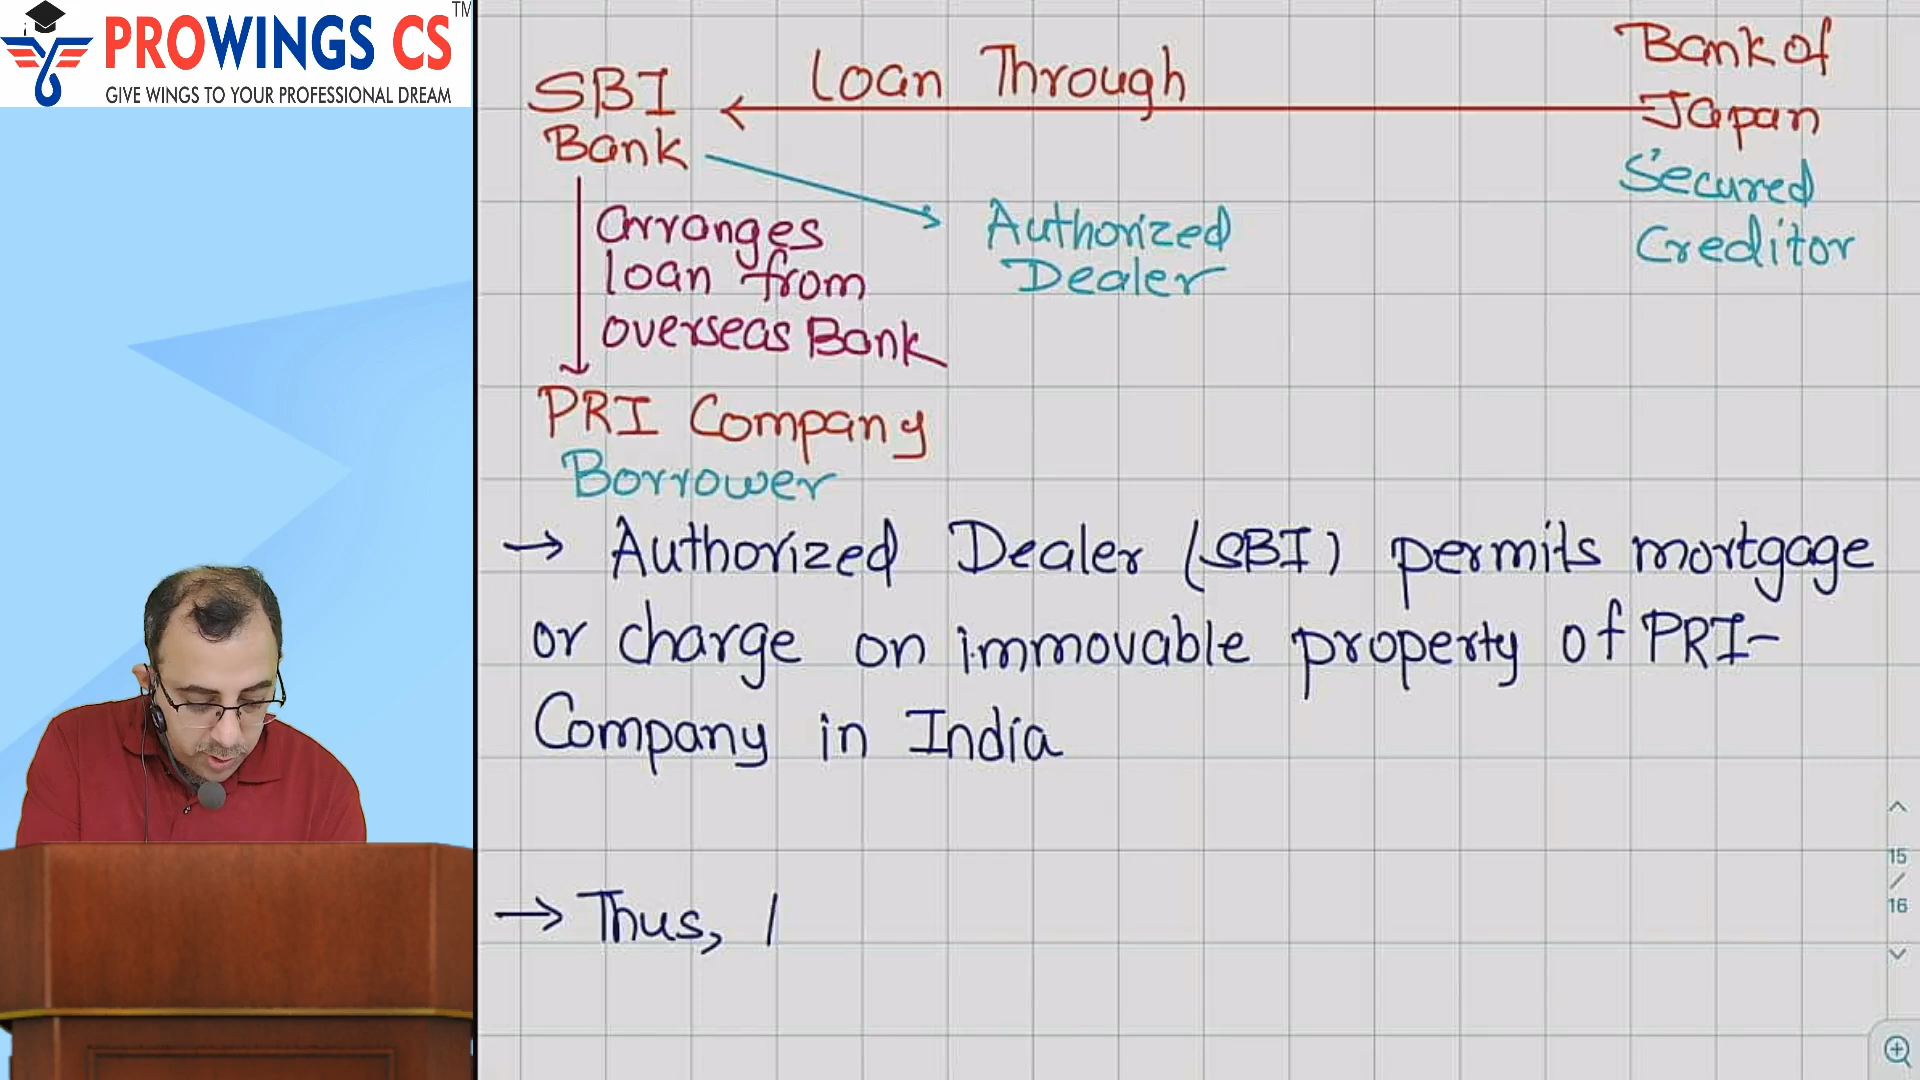 PROWINGS CS TM
GIVE WINGS TO YOUR PROFESSIONAL DREAM
SBI
Bank
Loan Through
Bank of
Japan
Secured
Creditor
Authorized
Dealer
arranges
loan from
overseas Bank
PRI Company
Borrower
→ Authorized Dealer (SBI) permits mortgage
or charge on immovable property of PRI-
Company in India
→ Thus,
15
/
16